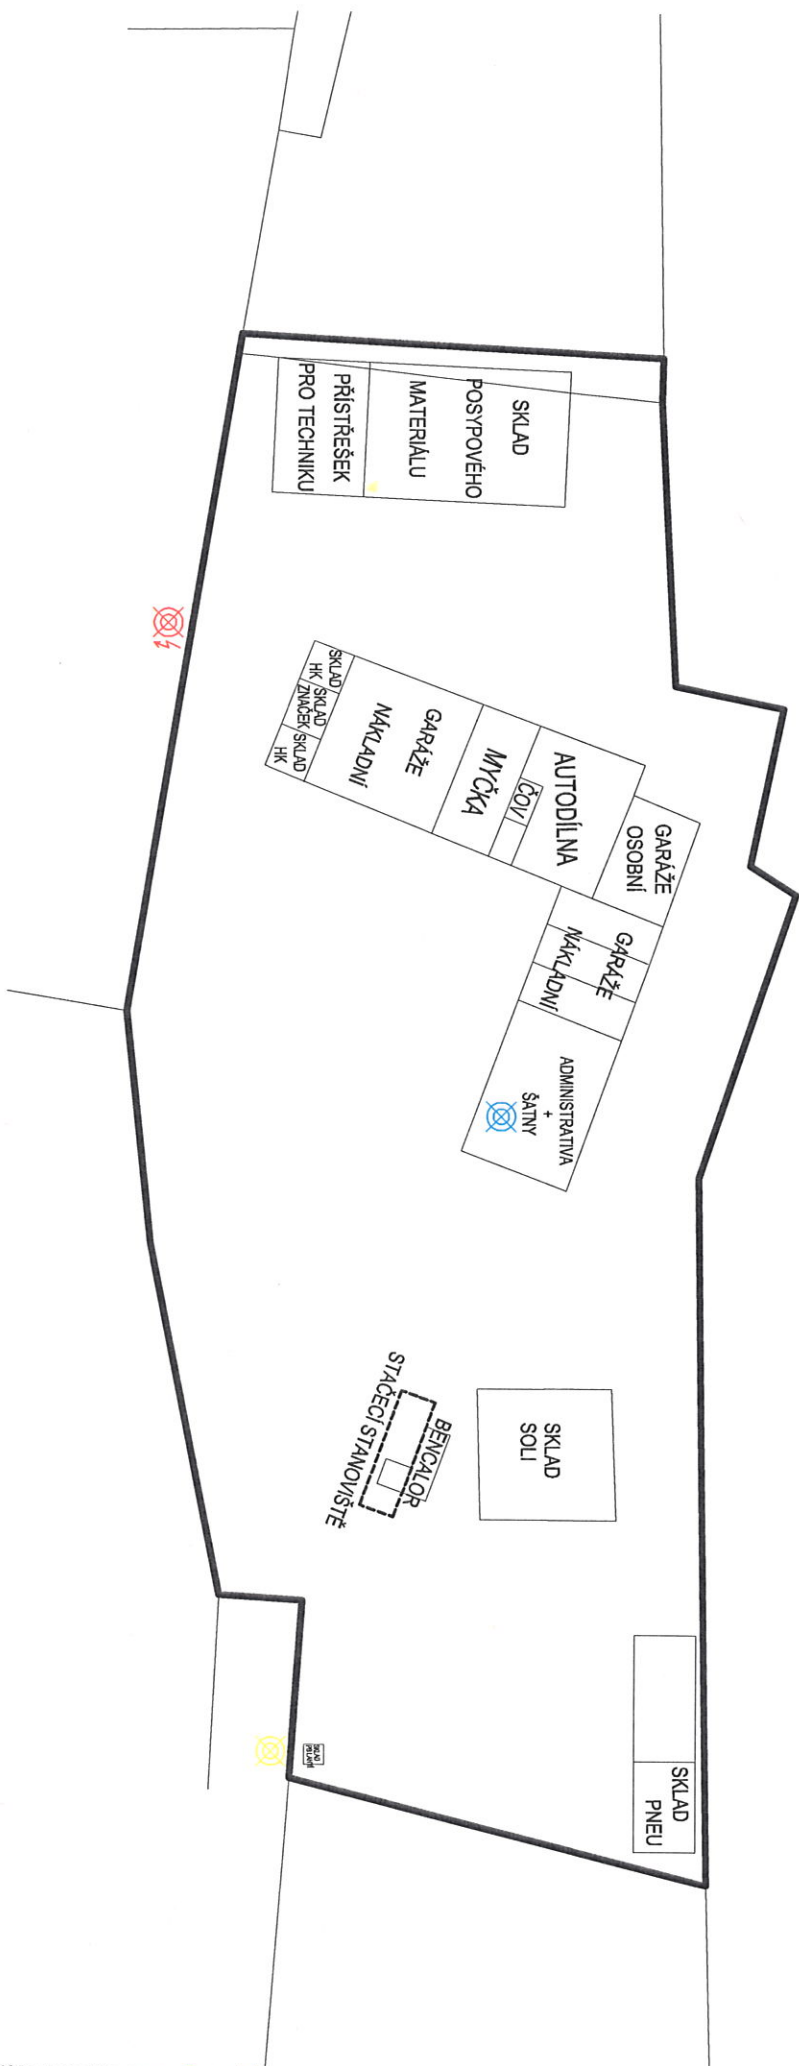 SKLAD
POSYPOVÉHO
MATERIÁLU
PŘÍSTŘEŠEK
PRO TECHNIKU
SKLAD
HK
SKLAD
ZNAČEK
SKLAD
HK
GARÁŽE
NÁKLADNÍ
MYČKA
ČOV
AUTODÍLNA
GARÁŽE
OSOBNÍ
GARÁŽE
NÁKLADNÍ
ADMINISTRATIVA
+
ŠATNY
BENCALOR
STÁČECÍ STANOVIŠTĚ
SKLAD
SOLI
SKLAD
PNEU
SKLAD